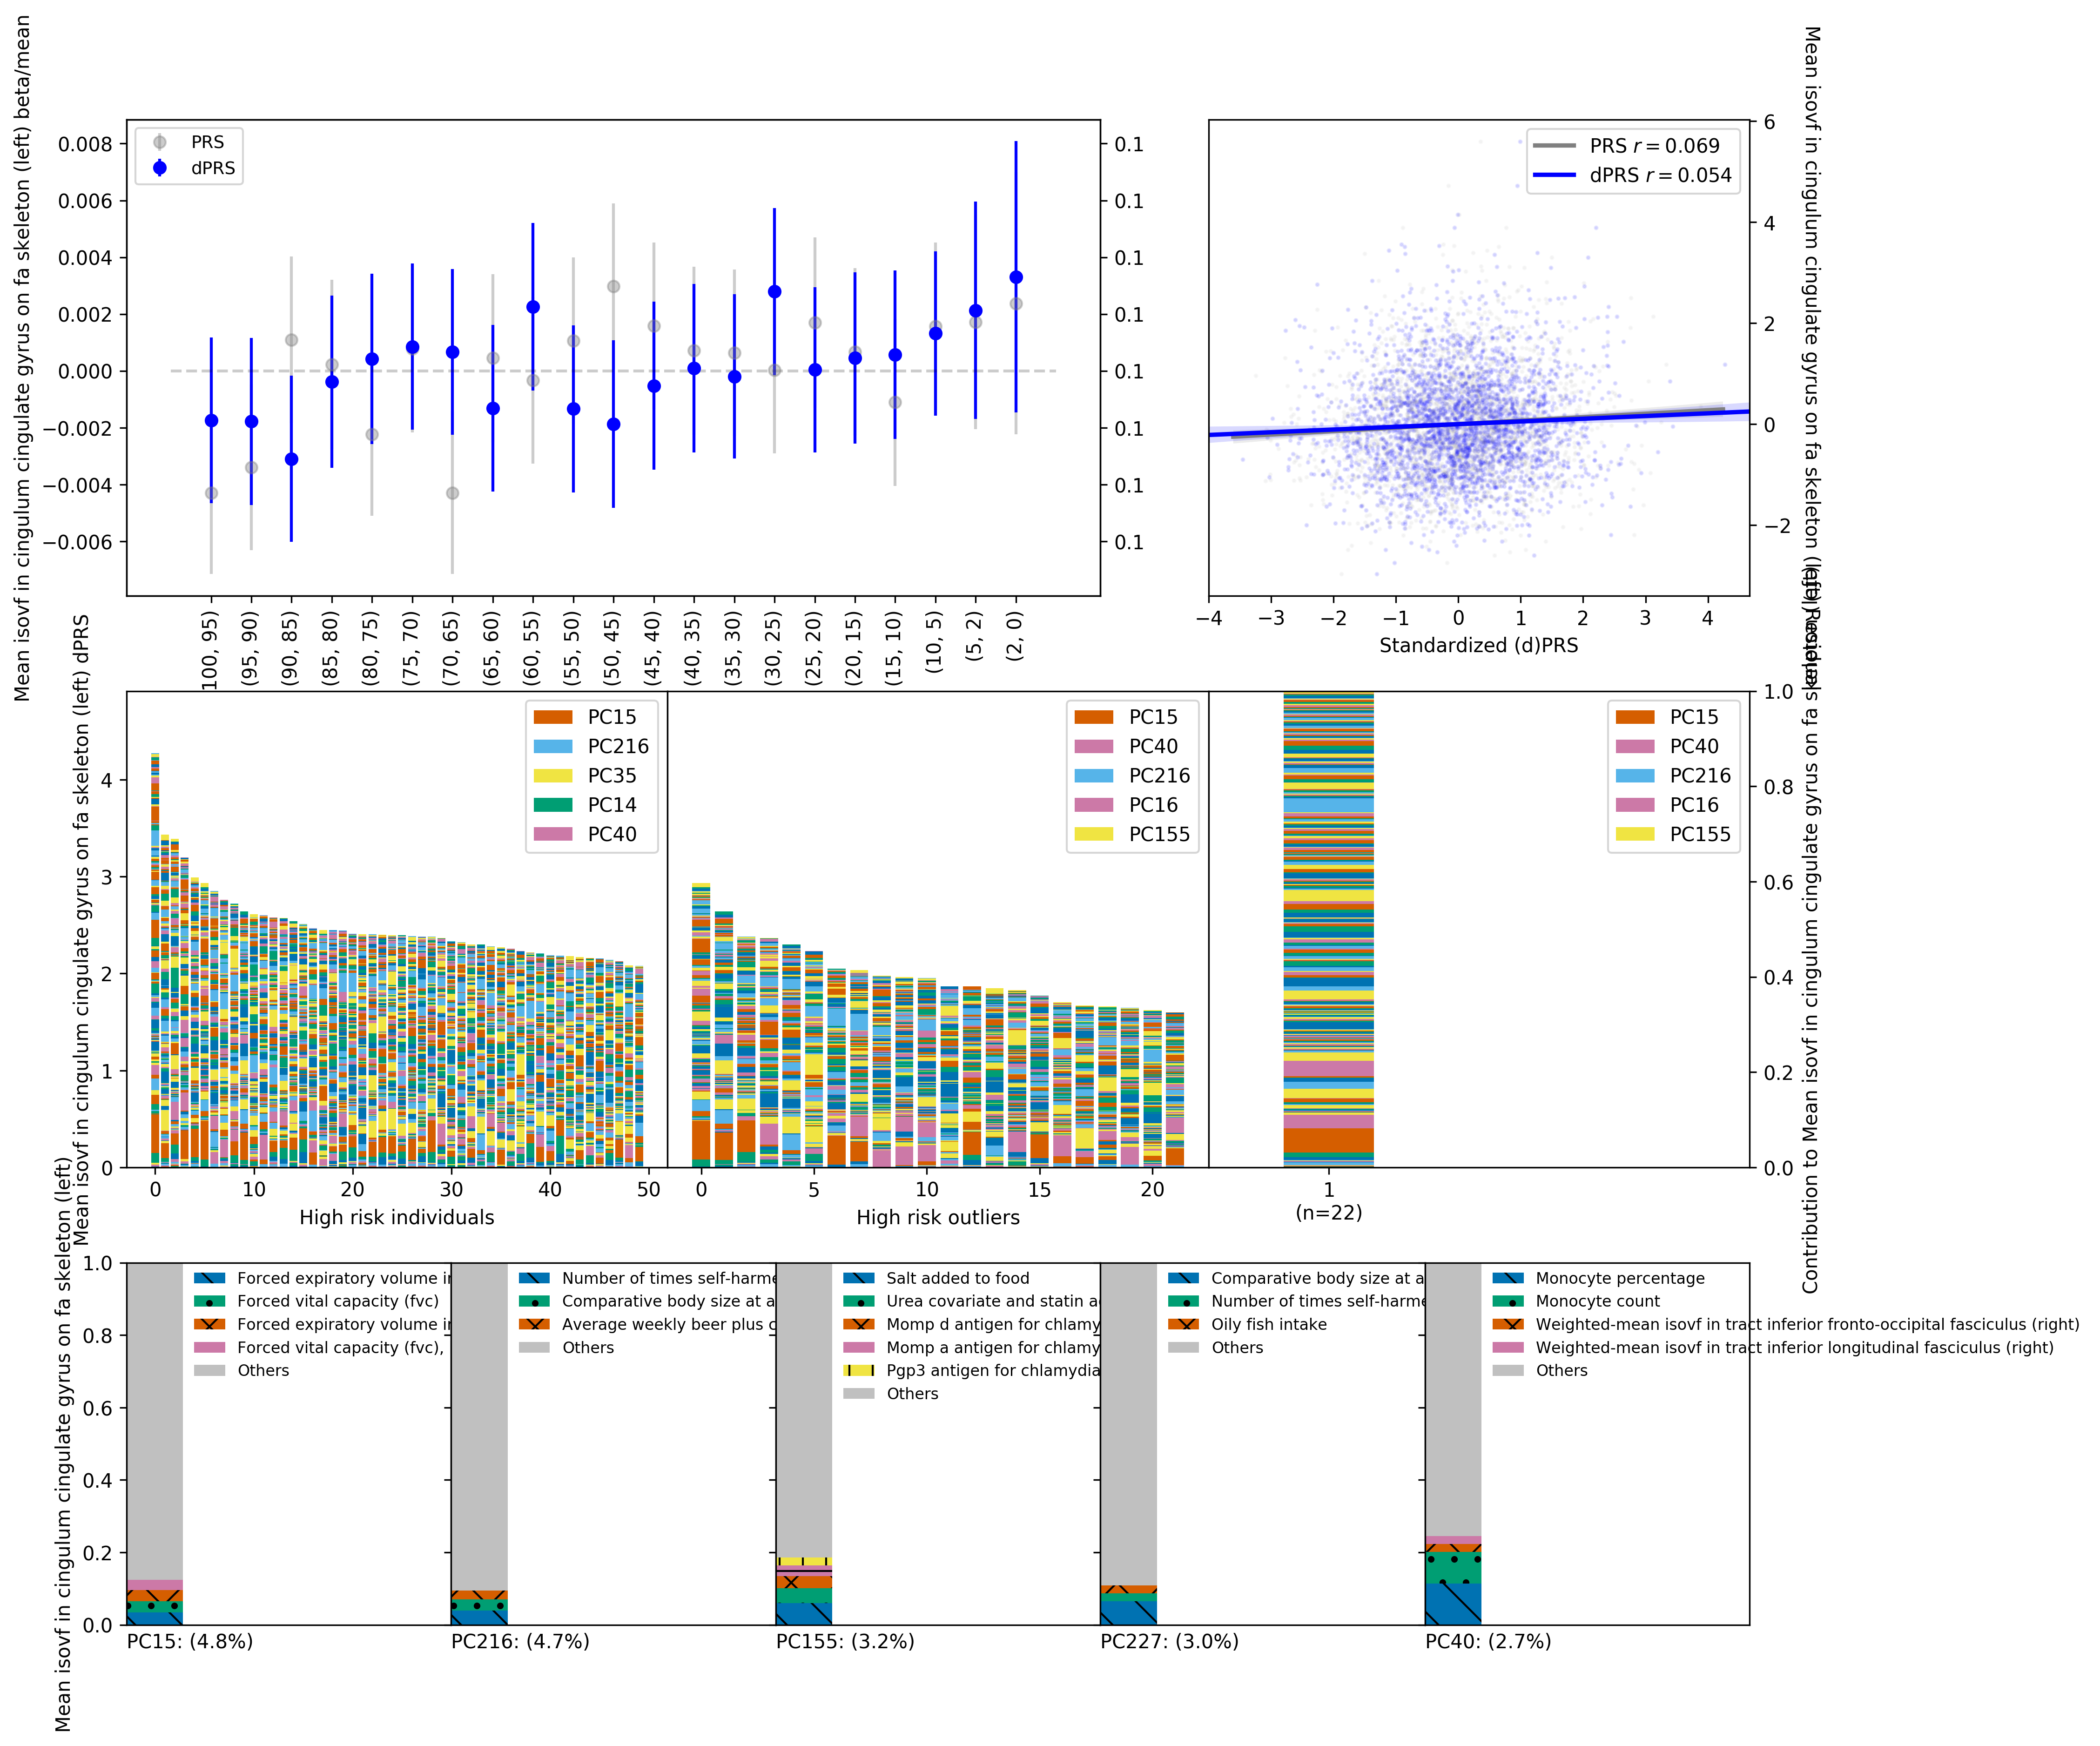 Mean isovf in cingulum cingulate gyrus on fa skeleton (left) beta/mean
0.008
0.006
0.004
0.002
0.000
−0.002
−0.004
−0.006
PRS
dPRS
0.1
0.1
0.1
0.1
0.1
0.1
0.1
0.1
100, 95)
(95, 90)
(90, 85)
(85, 80)
(80, 75)
(75, 70)
(70, 65)
(65, 60)
(60, 55)
(55, 50)
(50, 45)
(45, 40)
(40, 35)
(35, 30)
(30, 25)
(25, 20)
(20, 15)
(15, 10)
(10, 5)
(5, 2)
(2, 0)
PRS r = 0.069
dPRS r = 0.054
6
4
2
0
−2
−4
−3
−2
−1
0
1
2
3
4
Standardized (d)PRS
Mean isovf in cingulum cingulate gyrus on fa skeleton (left) Residuals
Mean isovf in cingulum cingulate gyrus on fa skeleton (left) dPRS
4
3
2
1
0
PC15
PC216
PC35
PC14
PC40
0
10
20
30
40
50
High risk individuals
PC15
PC40
PC216
PC16
PC155
0
5
10
15
20
High risk outliers
PC15
PC40
PC216
PC16
PC155
1
(n=22)
1.0
0.8
0.6
0.4
0.2
0.0
Contribution to Mean isovf in cingulum cingulate gyrus on fa skeleton (left)
Mean isovf in cingulum cingulate gyrus on fa skeleton (left)
1.0
0.8
0.6
0.4
0.2
0.0
Forced expiratory volume in
Forced vital capacity (fvc)
Forced expiratory volume in
Forced vital capacity (fvc),
Others
PC15: (4.8%)
Number of times self-harme
Comparative body size at a
Average weekly beer plus c
Others
PC216: (4.7%)
Salt added to food
Urea covariate and statin a
Momp d antigen for chlamy
Momp a antigen for chlamy
Pgp3 antigen for chlamydia
Others
PC155: (3.2%)
Comparative body size at a
Number of times self-harme
Oily fish intake
Others
PC227: (3.0%)
Monocyte percentage
Monocyte count
Weighted-mean isovf in tract inferior fronto-occipital fasciculus (right)
Weighted-mean isovf in tract inferior longitudinal fasciculus (right)
Others
PC40: (2.7%)